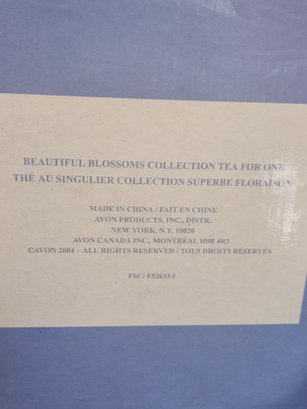 BEAUTIFUL BLOSSOMS COLLECTION TEA FOR ONE
THÉ AU SINGULIER COLLECTION SUPERBE FLORAISON
MADE IN CHINA / FAIT EN CHINE
AVON PRODUCTS, INC., DISTR.
NEW YORK, N.Y. 10020
AVON CANADA INC., MONTRÉAL H9R 4R3
©AVON 2004 – ALL RIGHTS RESERVED / TOUS DROITS RÉSERVÉS
FSC: F52633-1